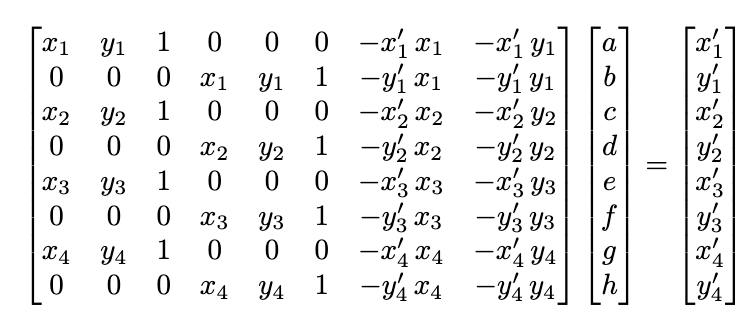 x₁ y₁ 1 0 0 0 −x′₁ x₁ −x′₁ y₁ a x′₁
0 0 0 x₁ y₁ 1 −y′₁ x₁ −y′₁ y₁ b y′₁
x₂ y₂ 1 0 0 0 −x′₂ x₂ −x′₂ y₂ c x′₂
0 0 0 x₂ y₂ 1 −y′₂ x₂ −y′₂ y₂ d = y′₂
x₃ y₃ 1 0 0 0 −x′₃ x₃ −x′₃ y₃ e x′₃
0 0 0 x₃ y₃ 1 −y′₃ x₃ −y′₃ y₃ f y′₃
x₄ y₄ 1 0 0 0 −x′₄ x₄ −x′₄ y₄ g x′₄
0 0 0 x₄ y₄ 1 −y′₄ x₄ −y′₄ y₄ h y′₄